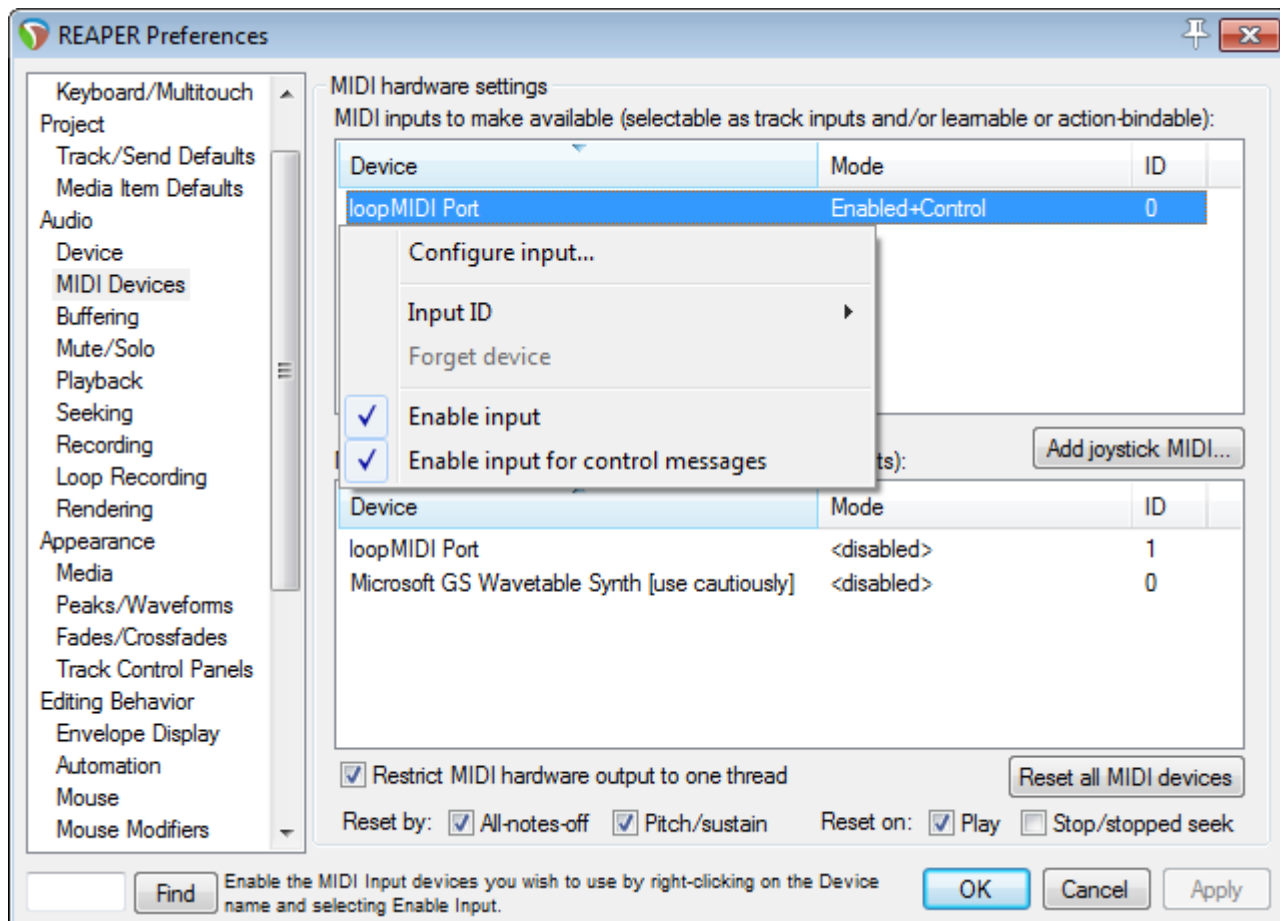 REAPER Preferences
Keyboard/Multitouch
Project
Track/Send Defaults
Media Item Defaults
Audio
Device
MIDI Devices
Buffering
Mute/Solo
Playback
Seeking
Recording
Loop Recording
Rendering
Appearance
Media
Peaks/Waveforms
Fades/Crossfades
Track Control Panels
Editing Behavior
Envelope Display
Automation
Mouse
Mouse Modifiers
MIDI hardware settings
MIDI inputs to make available (selectable as track inputs and/or learnable or action-bindable):
Device Mode ID
loopMIDI Port Enabled+Control 0
Configure input...
Input ID
Forget device
Enable input
Enable input for control messages
Add joystick MIDI...
ts):
Device Mode ID
loopMIDI Port <disabled> 1
Microsoft GS Wavetable Synth [use cautiously] <disabled> 0
Restrict MIDI hardware output to one thread Reset all MIDI devices
Reset by: All-notes-off Pitch/sustain Reset on: Play Stop/stopped seek
Find Enable the MIDI Input devices you wish to use by right-clicking on the Device
name and selecting Enable Input.
OK Cancel Apply